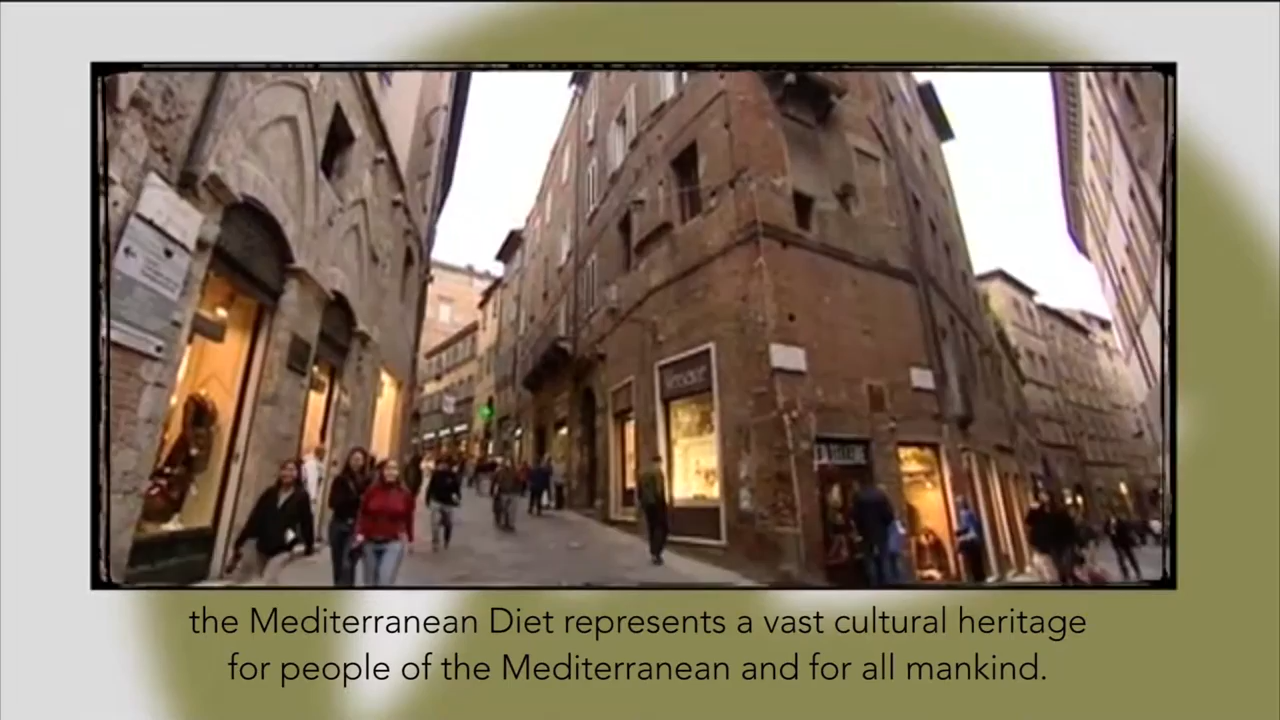 the Mediterranean Diet represents a vast cultural heritage
for people of the Mediterranean and for all mankind.